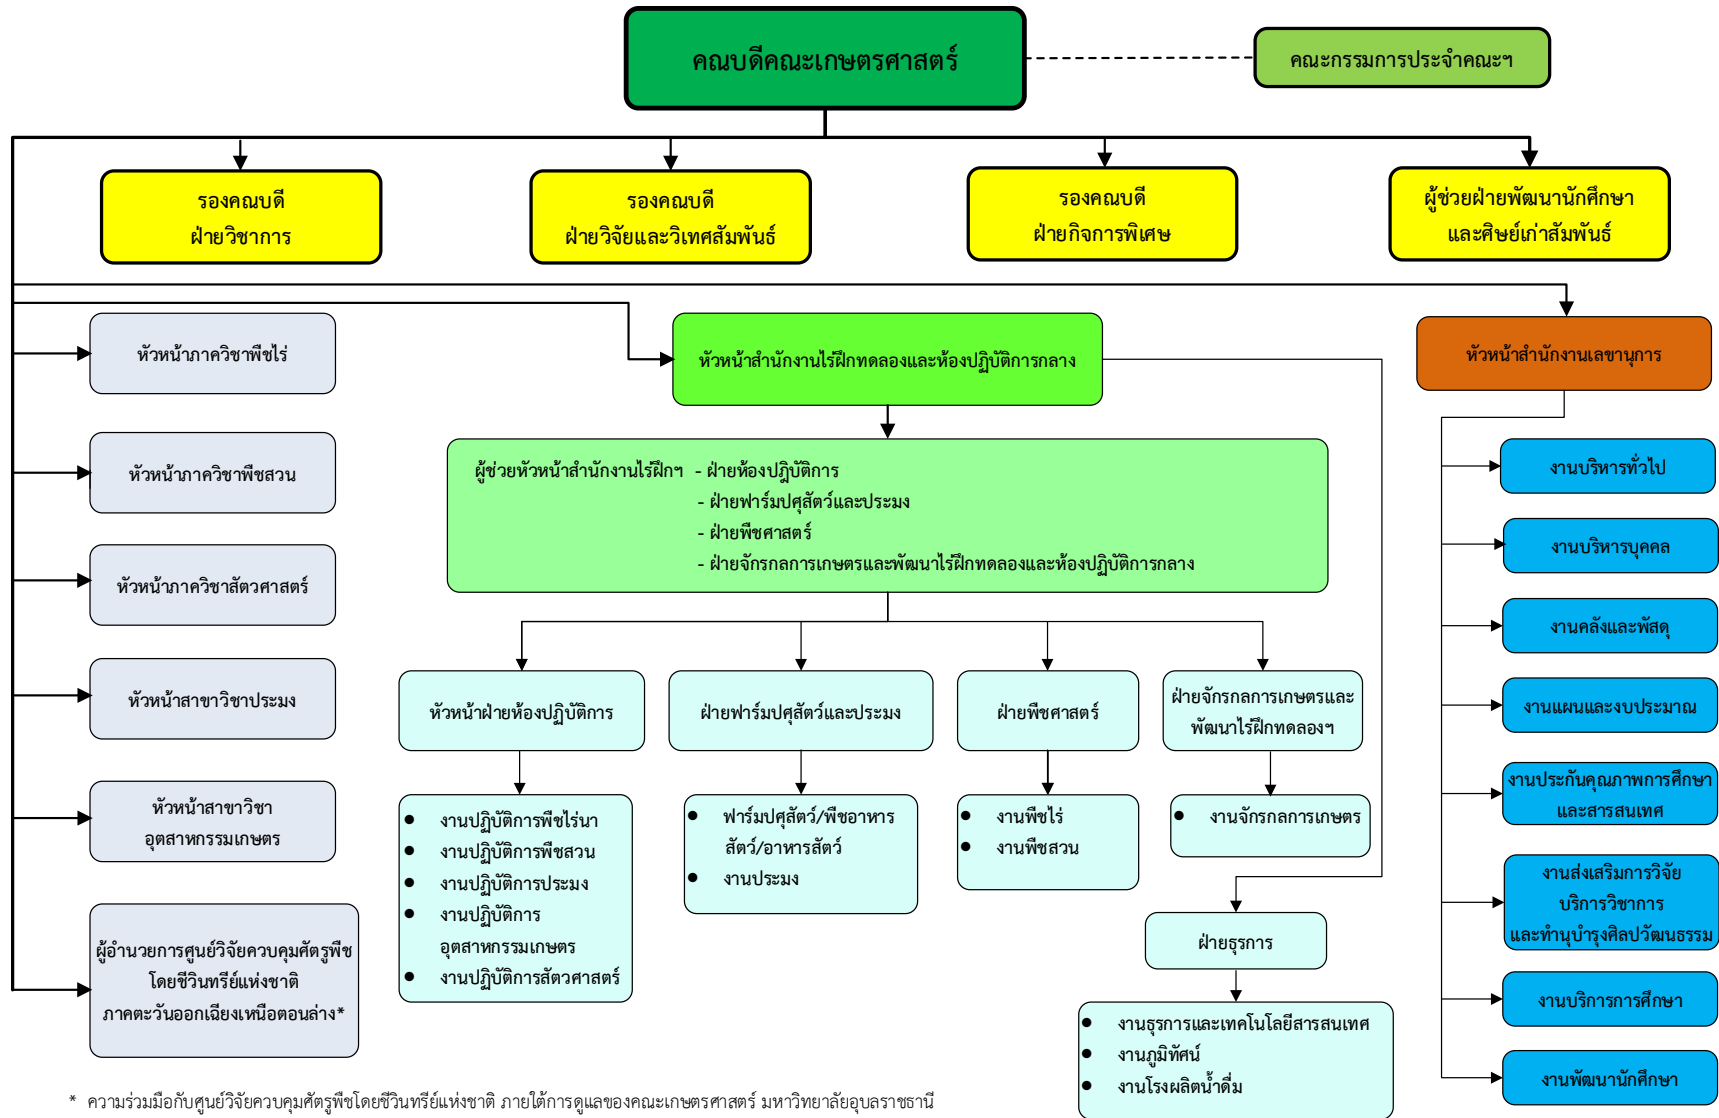 คณบดีคณะเกษตรศาสตร์
คณะกรรมการประจำคณะฯ
รองคณบดี
ฝ่ายวิชาการ
รองคณบดี
ฝ่ายวิจัยและวิเทศสัมพันธ์
รองคณบดี
ฝ่ายกิจการพิเศษ
ผู้ช่วยฝ่ายพัฒนานักศึกษา
และศิษย์เก่าสัมพันธ์
หัวหน้าภาควิชาพืชไร่
หัวหน้าภาควิชาพืชสวน
หัวหน้าภาควิชาสัตวศาสตร์
หัวหน้าสาขาวิชาประมง
หัวหน้าสาขาวิชา
อุตสาหกรรมเกษตร
ผู้อำนวยการศูนย์วิจัยควบคุมศัตรูพืช
โดยชีวินทรีย์แห่งชาติ
ภาคตะวันออกเฉียงเหนือตอนล่าง*
หัวหน้าสำนักงานไร่ฝึกทดลองและห้องปฏิบัติการกลาง
ผู้ช่วยหัวหน้าสำนักงานไร่ฝึกฯ - ฝ่ายห้องปฎิบัติการ
- ฝ่ายฟาร์มปศุสัตว์และประมง
- ฝ่ายพืชศาสตร์
- ฝ่ายจักรกลการเกษตรและพัฒนาไร่ฝึกทดลองและห้องปฏิบัติการกลาง
หัวหน้าฝ่ายห้องปฏิบัติการ
● งานปฏิบัติการพืชไร่นา
● งานปฏิบัติการพืชสวน
● งานปฏิบัติการประมง
● งานปฏิบัติการ
อุตสาหกรรมเกษตร
● งานปฏิบัติการสัตวศาสตร์
ฝ่ายฟาร์มปศุสัตว์และประมง
● ฟาร์มปศุสัตว์/พืชอาหาร
สัตว์/อาหารสัตว์
● งานประมง
ฝ่ายพืชศาสตร์
● งานพืชไร่
● งานพืชสวน
ฝ่ายจักรกลการเกษตรและ
พัฒนาไร่ฝึกทดลองฯ
● งานจักรกลการเกษตร
ฝ่ายธุรการ
● งานธุรการและเทคโนโลยีสารสนเทศ
● งานภูมิทัศน์
● งานโรงผลิตน้ำดื่ม
หัวหน้าสำนักงานเลขานุการ
งานบริหารทั่วไป
งานบริหารบุคคล
งานคลังและพัสดุ
งานแผนและงบประมาณ
งานประกันคุณภาพการศึกษา
และสารสนเทศ
งานส่งเสริมการวิจัย
บริการวิชาการ
และทำนุบำรุงศิลปวัฒนธรรม
งานบริการการศึกษา
งานพัฒนานักศึกษา
* ความร่วมมือกับศูนย์วิจัยควบคุมศัตรูพืชโดยชีวินทรีย์แห่งชาติ ภายใต้การดูแลของคณะเกษตรศาสตร์ มหาวิทยาลัยอุบลราชธานี